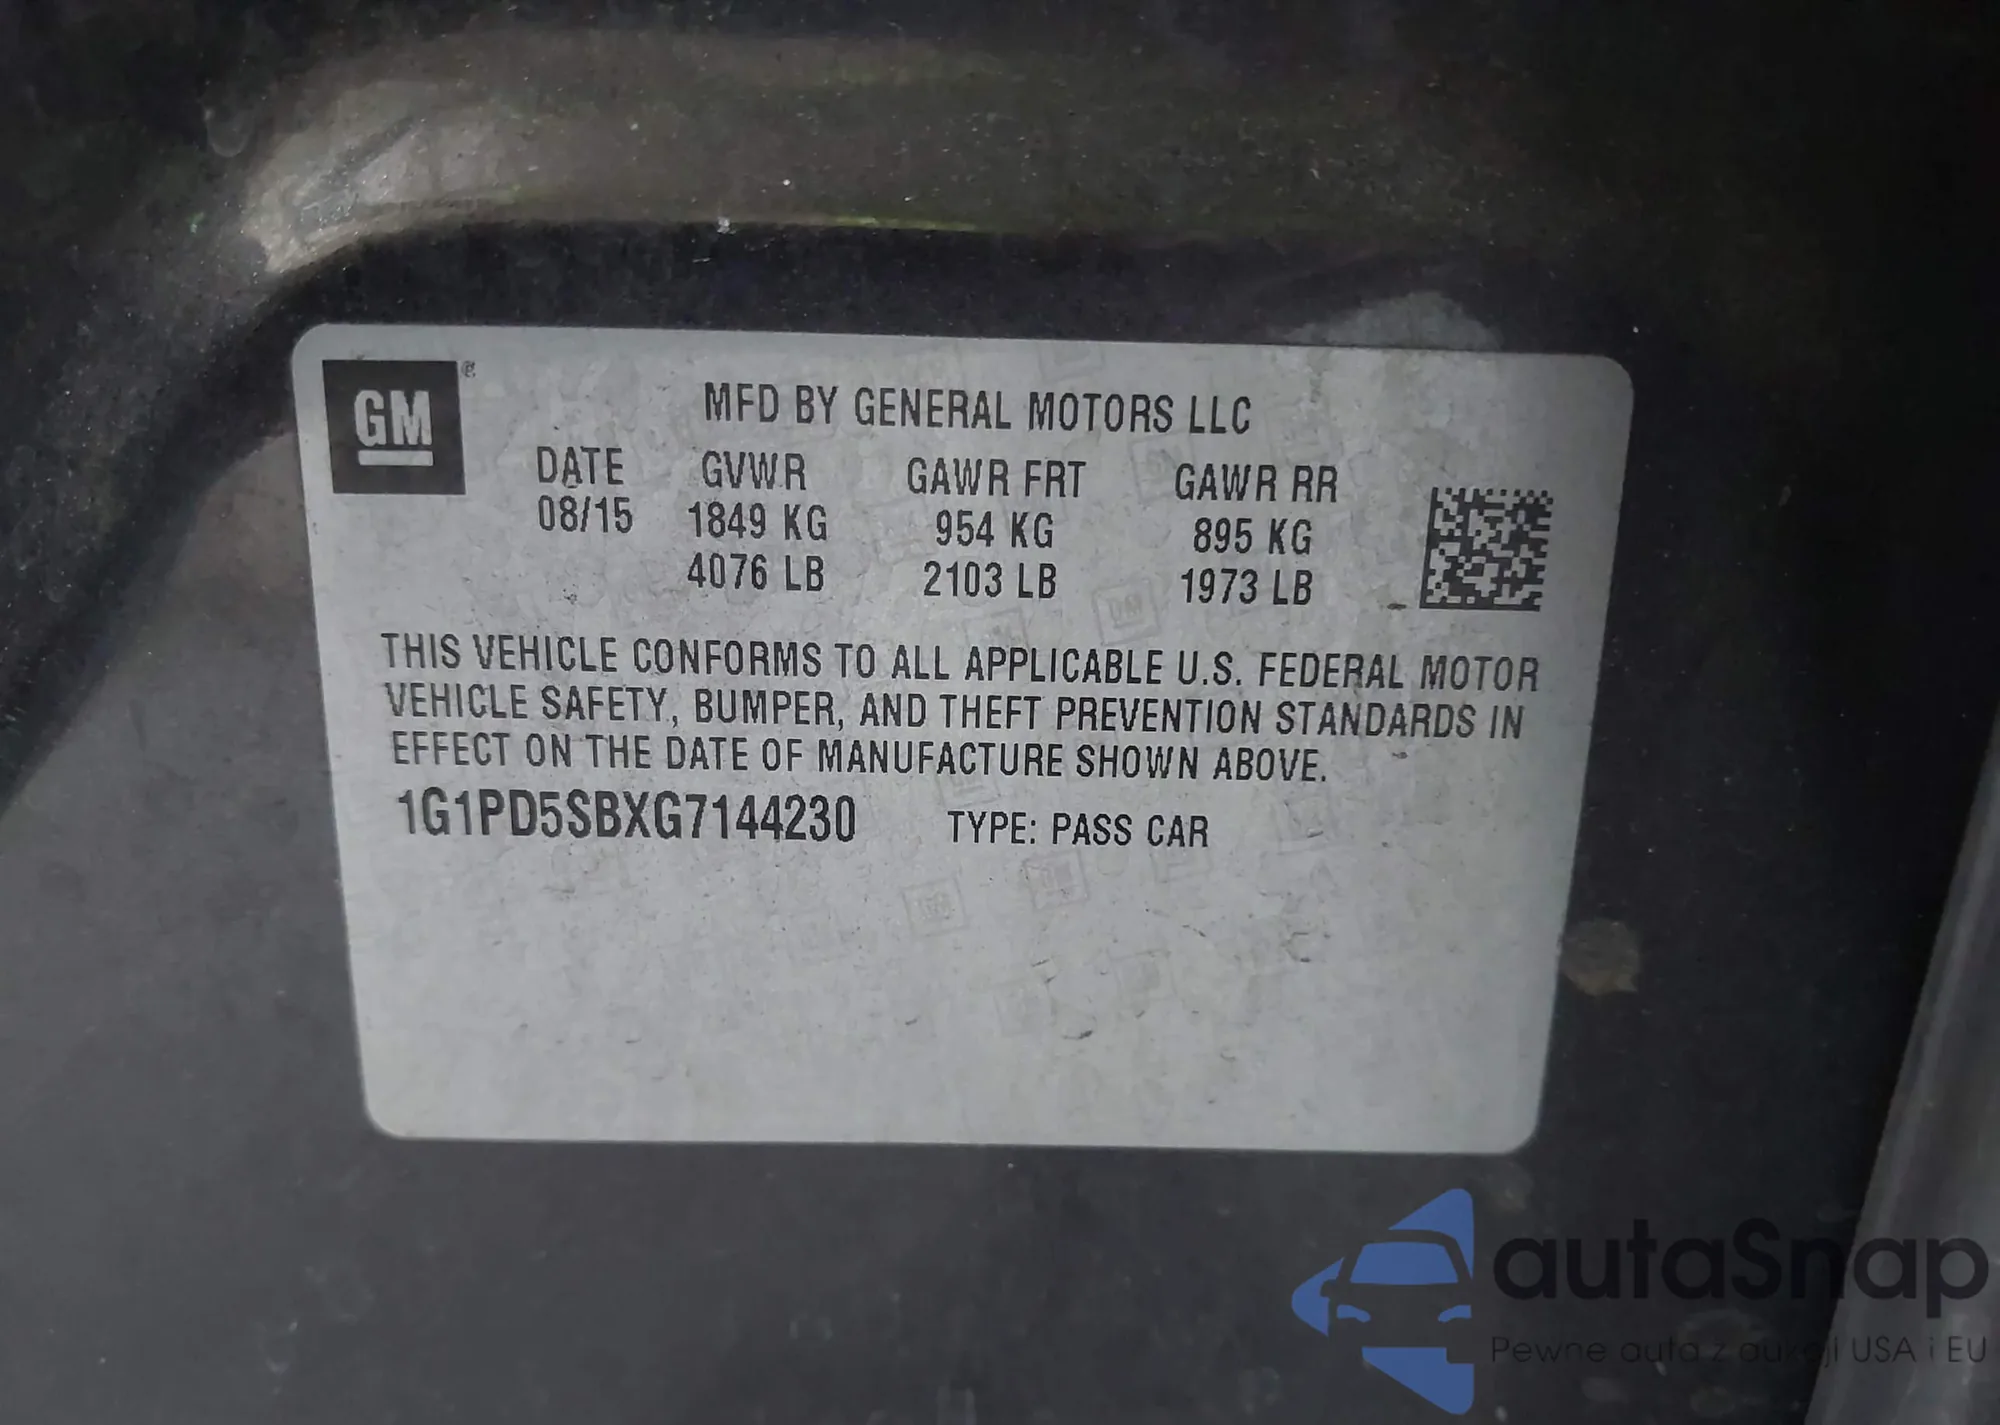 GM ®
MFD BY GENERAL MOTORS LLC
DATE GVWR GAWR FRT GAWR RR
08/15 1849 KG 954 KG 895 KG
4076 LB 2103 LB 1973 LB
THIS VEHICLE CONFORMS TO ALL APPLICABLE U.S. FEDERAL MOTOR
VEHICLE SAFETY, BUMPER, AND THEFT PREVENTION STANDARDS IN
EFFECT ON THE DATE OF MANUFACTURE SHOWN ABOVE.
1G1PD5SBXG7144230 TYPE: PASS CAR
autaSnap
Pewne auta z aukcji USA i EU